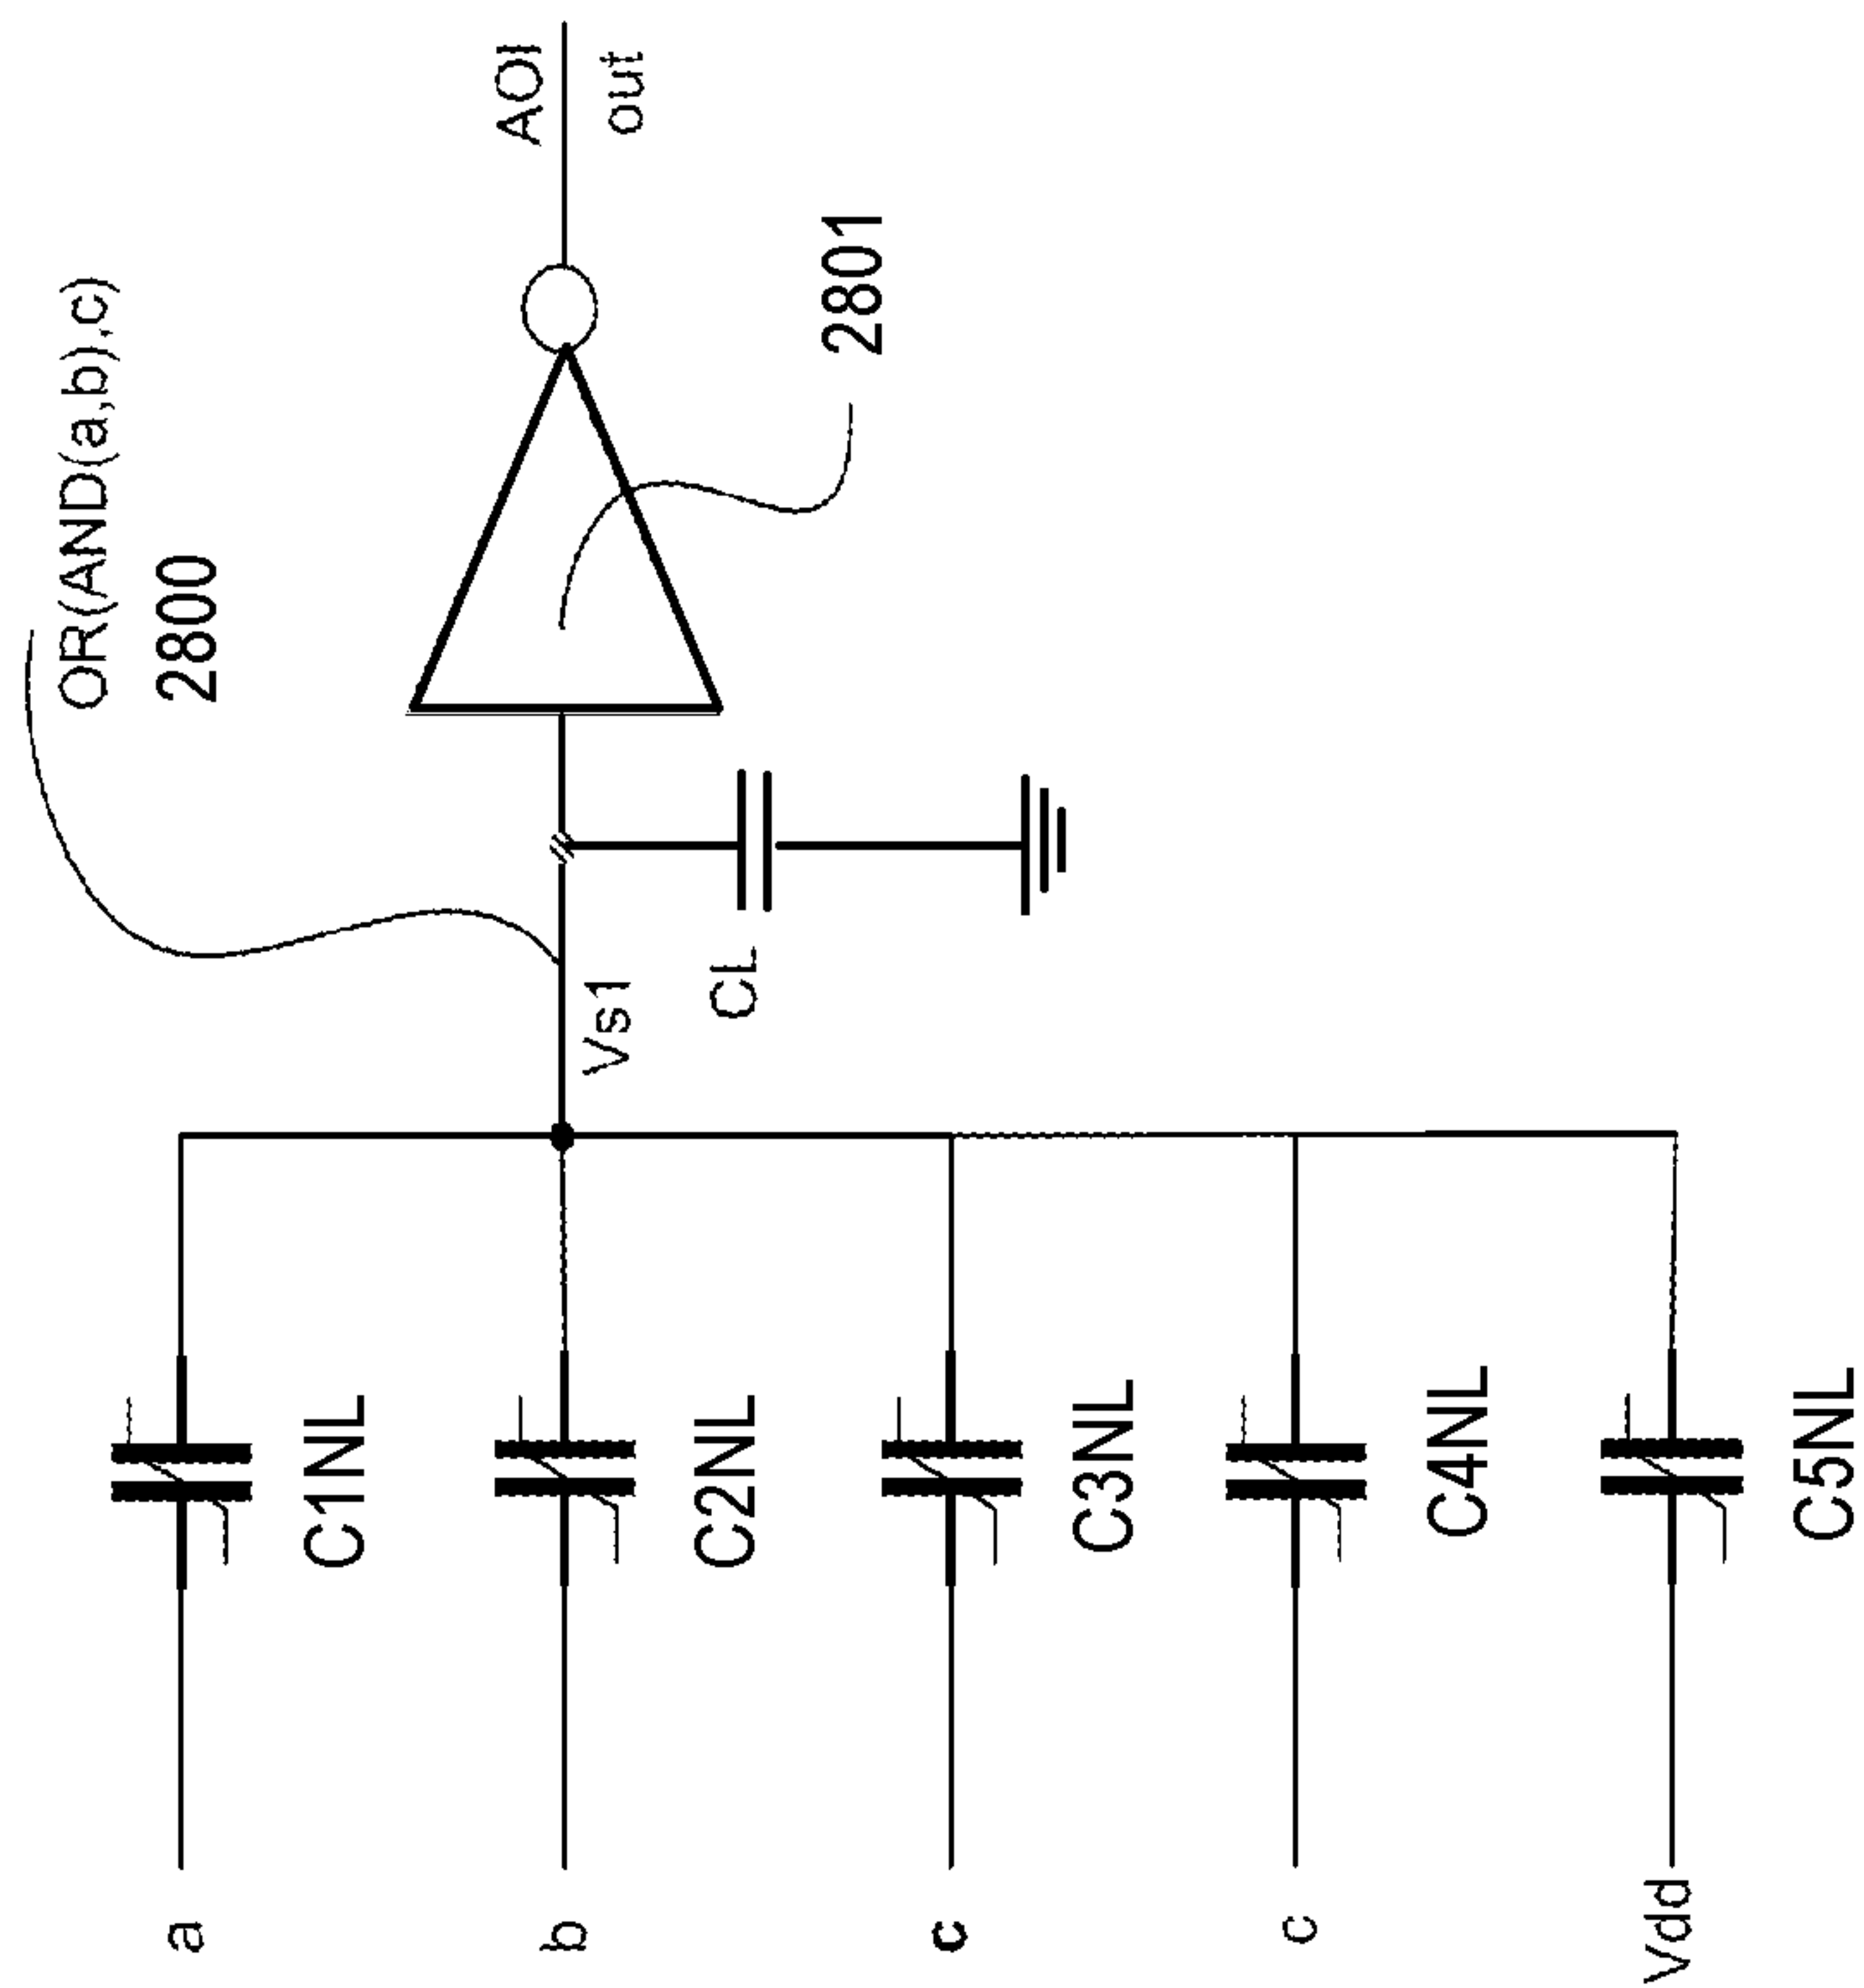 a
C1NL
b
C2NL
c
C3NL
c
C4NL
Vdd
C5NL
Vs1
CL
OR(AND(a,b),c)
2800
2801
AOI
out